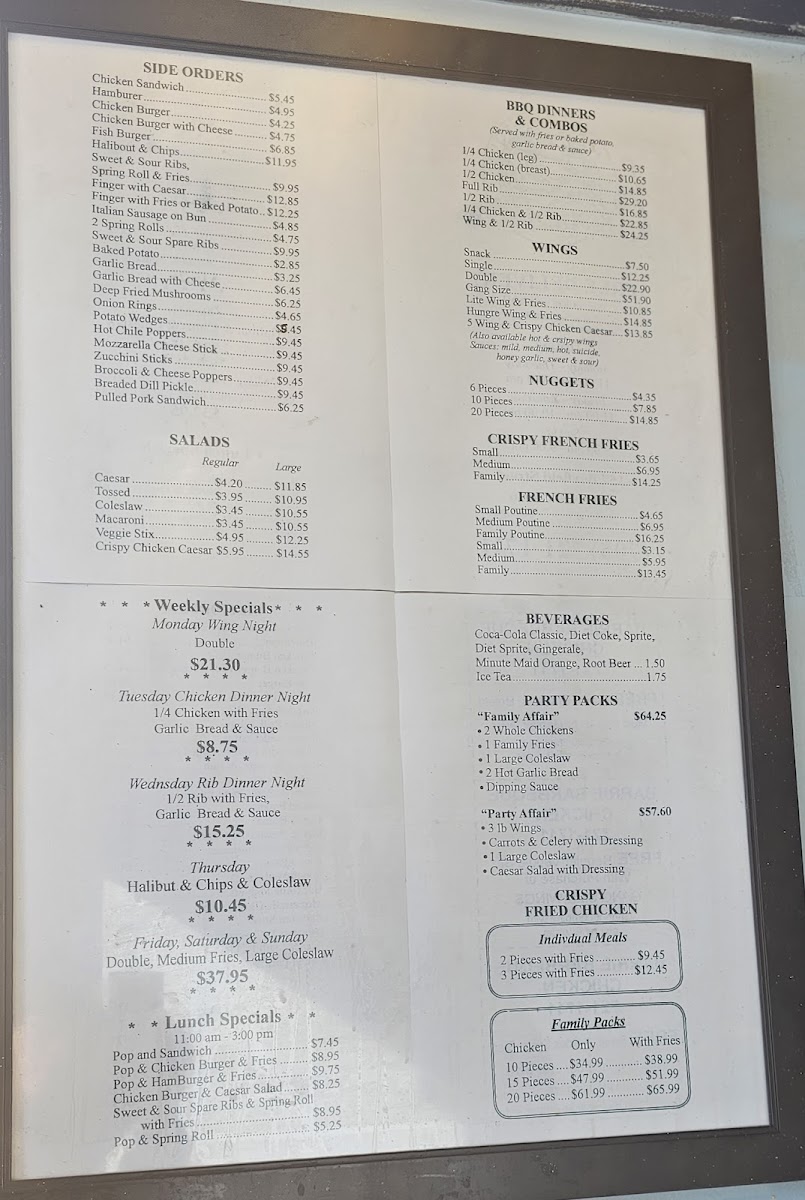 SIDE ORDERS
Chicken Sandwich.......... $5.45
Hamburer.......... $4.95
Chicken Burger.......... $4.25
Chicken Burger with Cheese.......... $4.75
Fish Burger.......... $6.85
Halibout & Chips.......... $11.95
Sweet & Sour Ribs,
Spring Roll & Fries.......... $9.95
Finger with Caesar.......... $12.85
Finger with Fries or Baked Potato.. $12.25
Italian Sausage on Bun.......... $4.85
2 Spring Rolls.......... $4.75
Sweet & Sour Spare Ribs.......... $9.95
Baked Potato.......... $2.85
Garlic Bread.......... $3.25
Garlic Bread with Cheese.......... $6.45
Deep Fried Mushrooms.......... $6.25
Onion Rings.......... $4.65
Potato Wedges.......... $5.45
Hot Chile Poppers.......... $9.45
Mozzarella Cheese Stick.......... $9.45
Zucchini Sticks.......... $9.45
Broccoli & Cheese Poppers.......... $9.45
Breaded Dill Pickle.......... $9.45
Pulled Pork Sandwich.......... $6.25
SALADS
Regular Large
Caesar.......... $4.20 ......... $11.85
Tossed.......... $3.95 ......... $10.95
Coleslaw.......... $3.45 ......... $10.55
Macaroni.......... $3.45 ......... $10.55
Veggie Stix.......... $4.95 ......... $12.25
Crispy Chicken Caesar $5.95 ......... $14.55
* * * Weekly Specials * * *
Monday Wing Night
Double
$21.30
* * * *
Tuesday Chicken Dinner Night
1/4 Chicken with Fries
Garlic Bread & Sauce
$8.75
* * * *
Wednsday Rib Dinner Night
1/2 Rib with Fries,
Garlic Bread & Sauce
$15.25
* * * *
Thursday
Halibut & Chips & Coleslaw
$10.45
* * * *
Friday, Saturday & Sunday
Double, Medium Fries, Large Coleslaw
$37.95
* * * *
* * Lunch Specials * *
11:00 am - 3:00 pm
Pop and Sandwich .......... $7.45
Pop & Chicken Burger & Fries .......... $8.95
Pop & HamBurger & Fries.......... $9.75
Chicken Burger & Caesar Salad....... $8.25
Sweet & Sour Spare Ribs & Spring Roll
with Fries.......... $8.95
Pop & Spring Roll .......... $5.25
BBQ DINNERS
& COMBOS
(Served with fries or baked potato,
garlic bread & sauce)
1/4 Chicken (leg).......... $9.35
1/4 Chicken (breast).......... $10.65
1/2 Chicken.......... $14.85
Full Rib.......... $29.20
1/2 Rib.......... $16.85
1/4 Chicken & 1/2 Rib.......... $22.85
Wing & 1/2 Rib.......... $24.25
WINGS
Snack.......... $7.50
Single.......... $12.25
Double.......... $22.90
Gang Size.......... $51.90
Lite Wing & Fries.......... $10.85
Hungre Wing & Fries.......... $14.85
5 Wing & Crispy Chicken Caesar.... $13.85
(Also available hot & crsipy wings
Sauces: mild, medium, hot, suicide,
honey garlic, sweet & sour)
NUGGETS
6 Pieces.......... $4.35
10 Pieces.......... $7.85
20 Pieces.......... $14.85
CRISPY FRENCH FRIES
Small.......... $3.65
Medium.......... $6.95
Family.......... $14.25
FRENCH FRIES
Small Poutine.......... $4.65
Medium Poutine.......... $6.95
Family Poutine.......... $16.25
Small.......... $3.15
Medium.......... $5.95
Family.......... $13.45
BEVERAGES
Coca-Cola Classic, Diet Coke, Sprite,
Diet Sprite, Gingerale,
Minute Maid Orange, Root Beer ... 1.50
Ice Tea..........1.75
PARTY PACKS
“Family Affair” $64.25
• 2 Whole Chickens
• 1 Family Fries
• 1 Large Coleslaw
• 2 Hot Garlic Bread
• Dipping Sauce
“Party Affair” $57.60
• 3 lb Wings
• Carrots & Celery with Dressing
• 1 Large Coleslaw
• Caesar Salad with Dressing
CRISPY
FRIED CHICKEN
Indivdual Meals
2 Pieces with Fries............ $9.45
3 Pieces with Fries...........$12.45
Family Packs
Chicken Only With Fries
10 Pieces ....$34.99 ............ $38.99
15 Pieces ....$47.99 ............ $51.99
20 Pieces ....$61.99 ............ $65.99